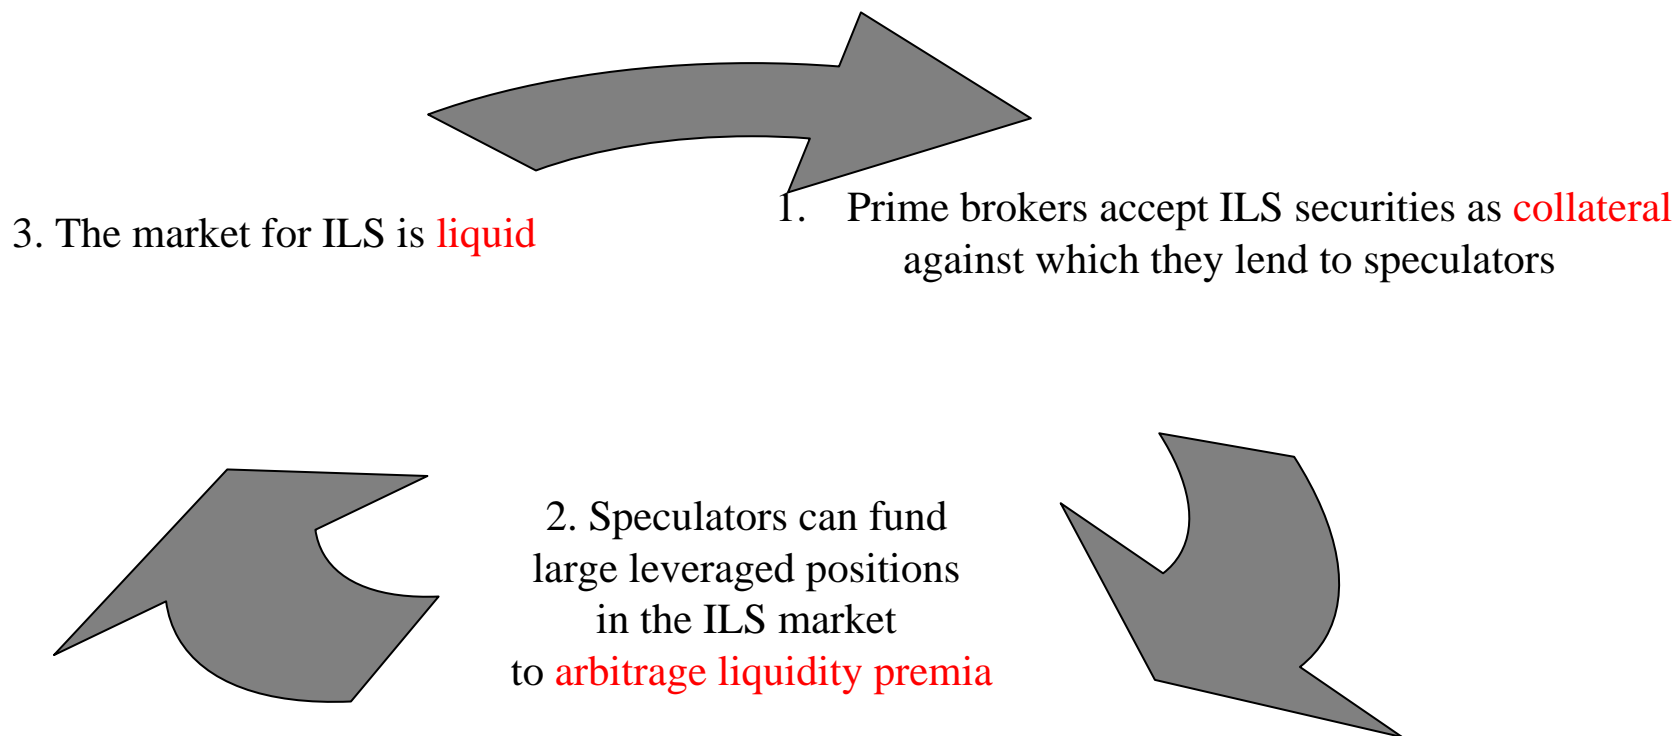 3. The market for ILS is liquid
1. Prime brokers accept ILS securities as collateral
against which they lend to speculators
2. Speculators can fund
large leveraged positions
in the ILS market
to arbitrage liquidity premia